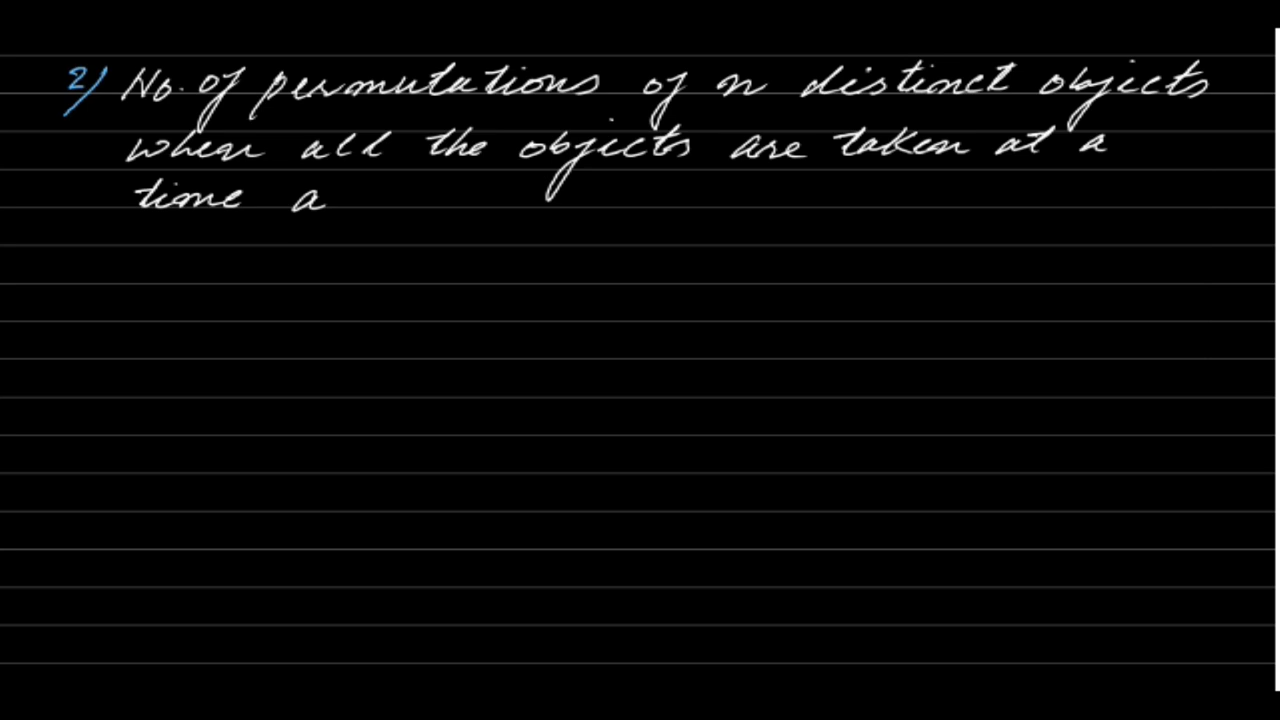 2) No. of permutations of n distinct objects
when all the objects are taken at a
time a